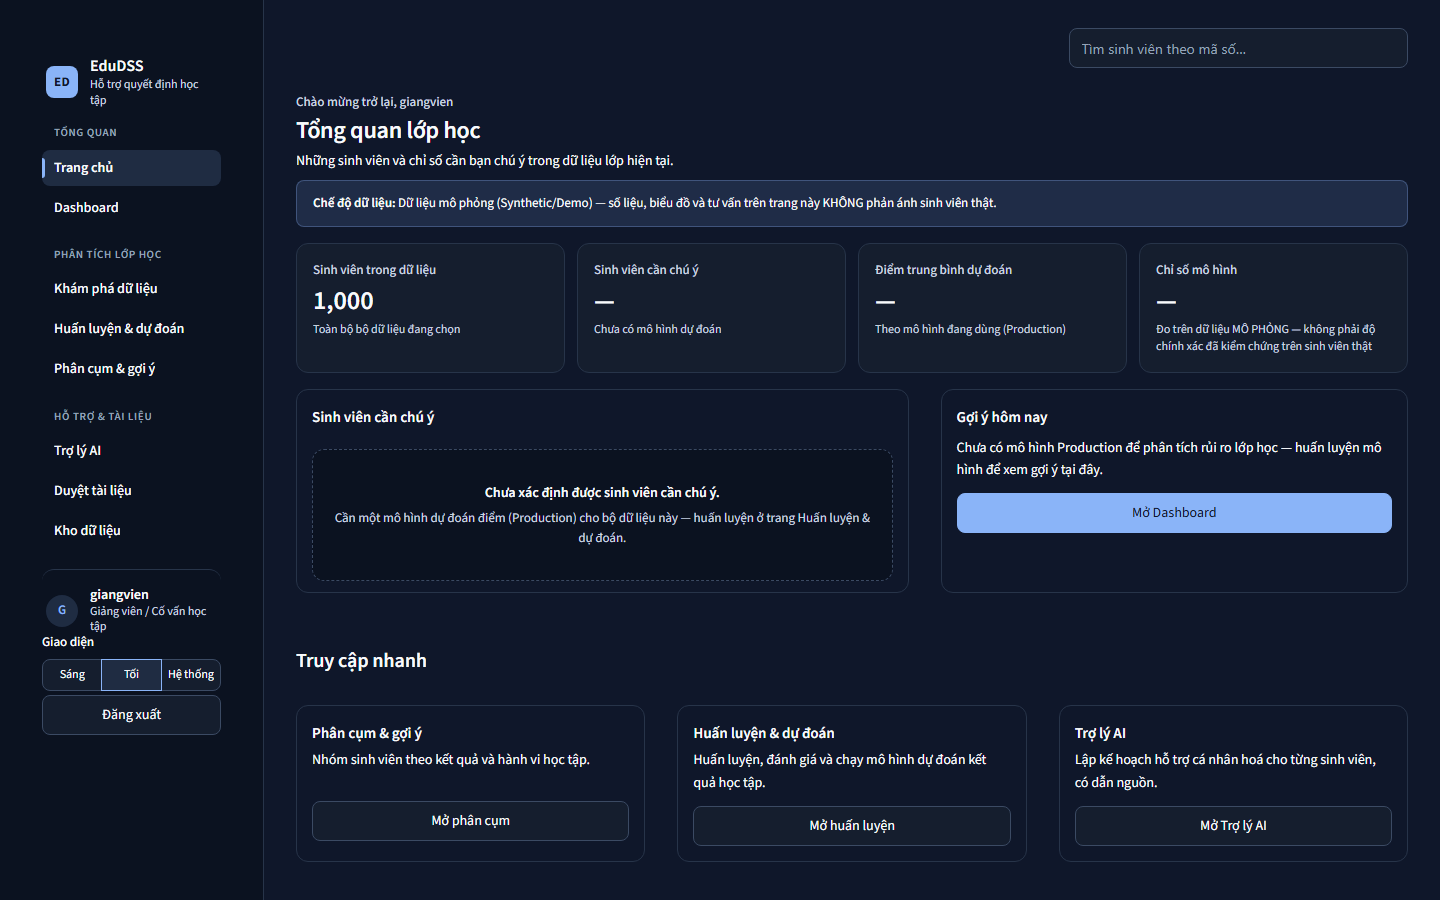 ED
EduDSS
Hỗ trợ quyết định học
tập
TỔNG QUAN
Trang chủ
Dashboard
PHÂN TÍCH LỚP HỌC
Khám phá dữ liệu
Huấn luyện & dự đoán
Phân cụm & gợi ý
HỖ TRỢ & TÀI LIỆU
Trợ lý AI
Duyệt tài liệu
Kho dữ liệu
G
giangvien
Giảng viên / Cố vấn học
tập
Giao diện
Sáng
Tối
Hệ thống
Đăng xuất
Tìm sinh viên theo mã số...
Chào mừng trở lại, giangvien
Tổng quan lớp học
Những sinh viên và chỉ số cần bạn chú ý trong dữ liệu lớp hiện tại.
Chế độ dữ liệu: Dữ liệu mô phỏng (Synthetic/Demo) — số liệu, biểu đồ và tư vấn trên trang này KHÔNG phản ánh sinh viên thật.
Sinh viên trong dữ liệu
1,000
Toàn bộ bộ dữ liệu đang chọn
Sinh viên cần chú ý
—
Chưa có mô hình dự đoán
Điểm trung bình dự đoán
—
Theo mô hình đang dùng (Production)
Chỉ số mô hình
—
Đo trên dữ liệu MÔ PHỎNG — không phải độ
chính xác đã kiểm chứng trên sinh viên thật
Sinh viên cần chú ý
Chưa xác định được sinh viên cần chú ý.
Cần một mô hình dự đoán điểm (Production) cho bộ dữ liệu này — huấn luyện ở trang Huấn luyện &
dự đoán.
Gợi ý hôm nay
Chưa có mô hình Production để phân tích rủi ro lớp học — huấn luyện mô
hình để xem gợi ý tại đây.
Mở Dashboard
Truy cập nhanh
Phân cụm & gợi ý
Nhóm sinh viên theo kết quả và hành vi học tập.
Mở phân cụm
Huấn luyện & dự đoán
Huấn luyện, đánh giá và chạy mô hình dự đoán kết
quả học tập.
Mở huấn luyện
Trợ lý AI
Lập kế hoạch hỗ trợ cá nhân hoá cho từng sinh viên,
có dẫn nguồn.
Mở Trợ lý AI